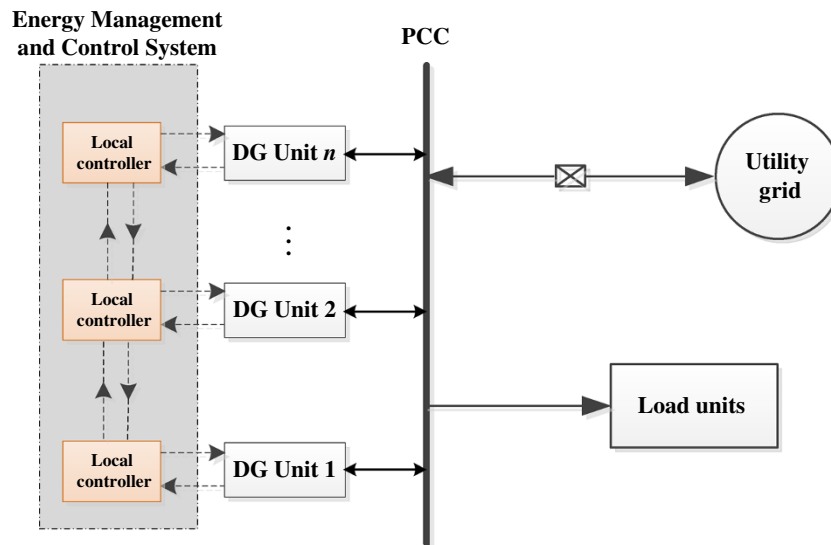 Energy Management
and Control System
PCC
Local
controller
DG Unit n
Utility
grid
⋮
Local
controller
DG Unit 2
Load units
Local
controller
DG Unit 1